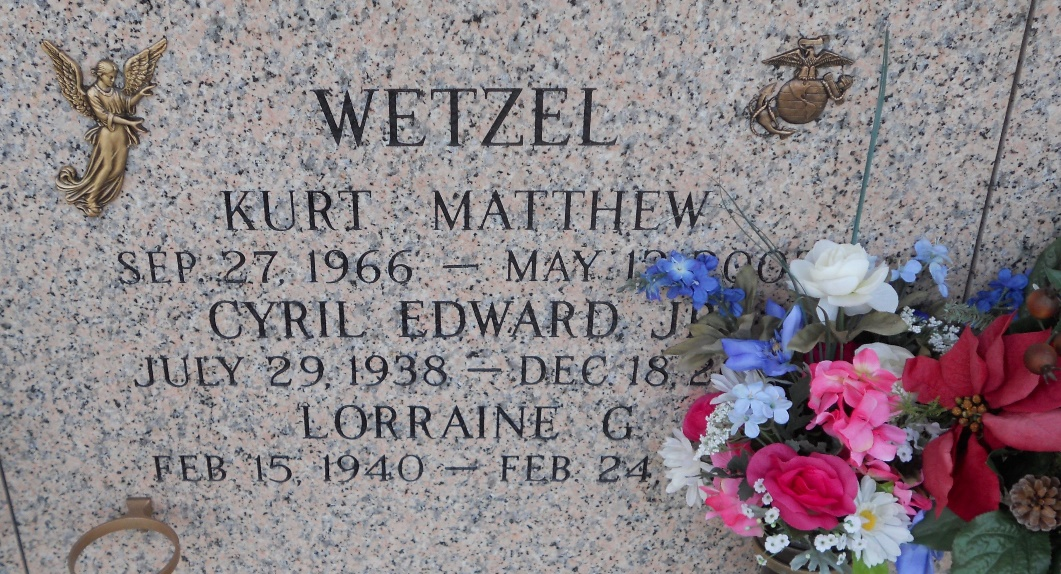 WETZEL
KURT MATTHEW
SEP 27, 1966 — MAY
CYRIL EDWARD,
JULY 29, 1938 — DEC 18,
LORRAINE G
FEB 15, 1940 — FEB 24